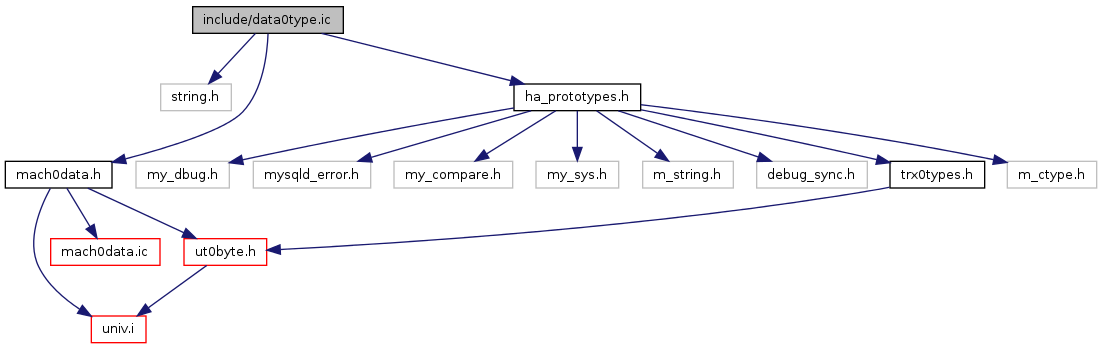 include/data0type.ic
string.h
ha_prototypes.h
mach0data.h
my_dbug.h
mysqld_error.h
my_compare.h
my_sys.h
m_string.h
debug_sync.h
trx0types.h
m_ctype.h
mach0data.ic
ut0byte.h
univ.i